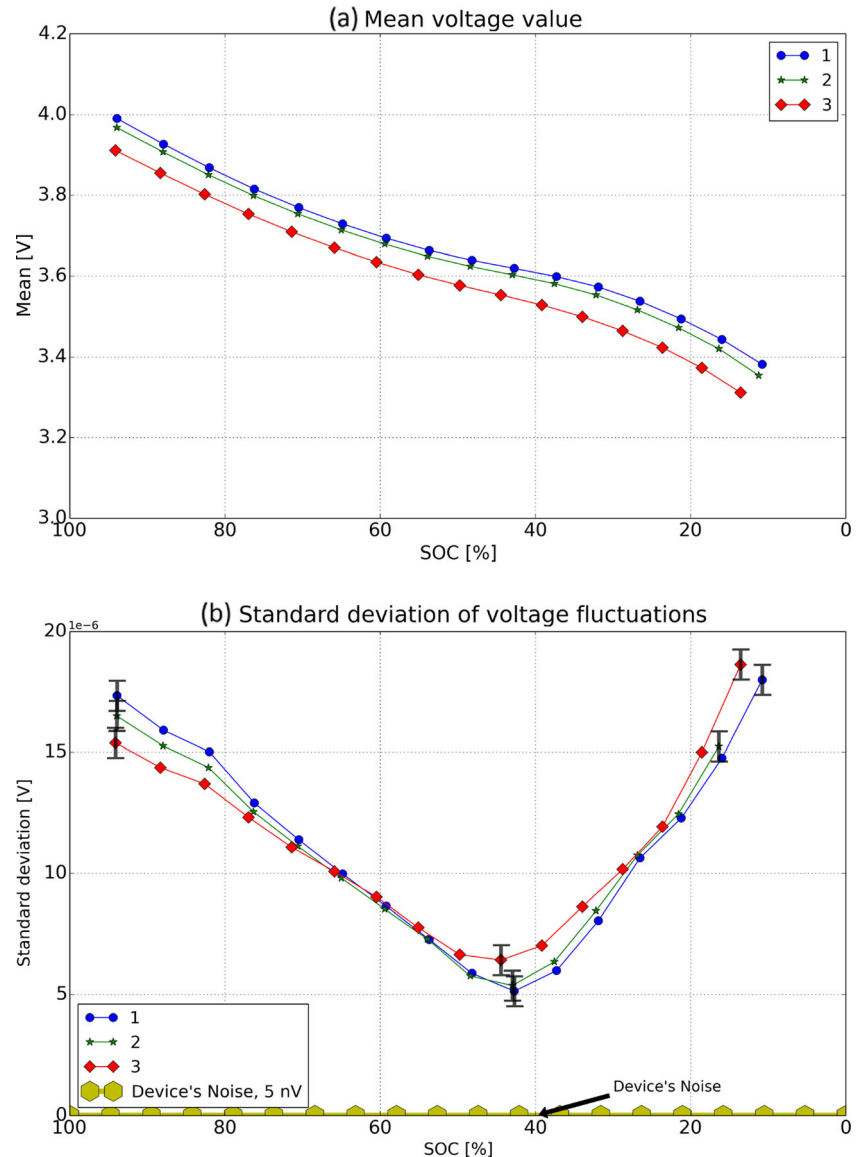 (a) Mean voltage value
4.2
4.0
3.8
3.6
3.4
3.2
3.0
Mean [V]
1
2
3
100 80 60 40 20 0
SOC [%]
(b) Standard deviation of voltage fluctuations
1e−6
20
15
10
5
0
Standard deviation [V]
1
2
3
Device's Noise, 5 nV
Device's Noise
100 80 60 40 20 0
SOC [%]